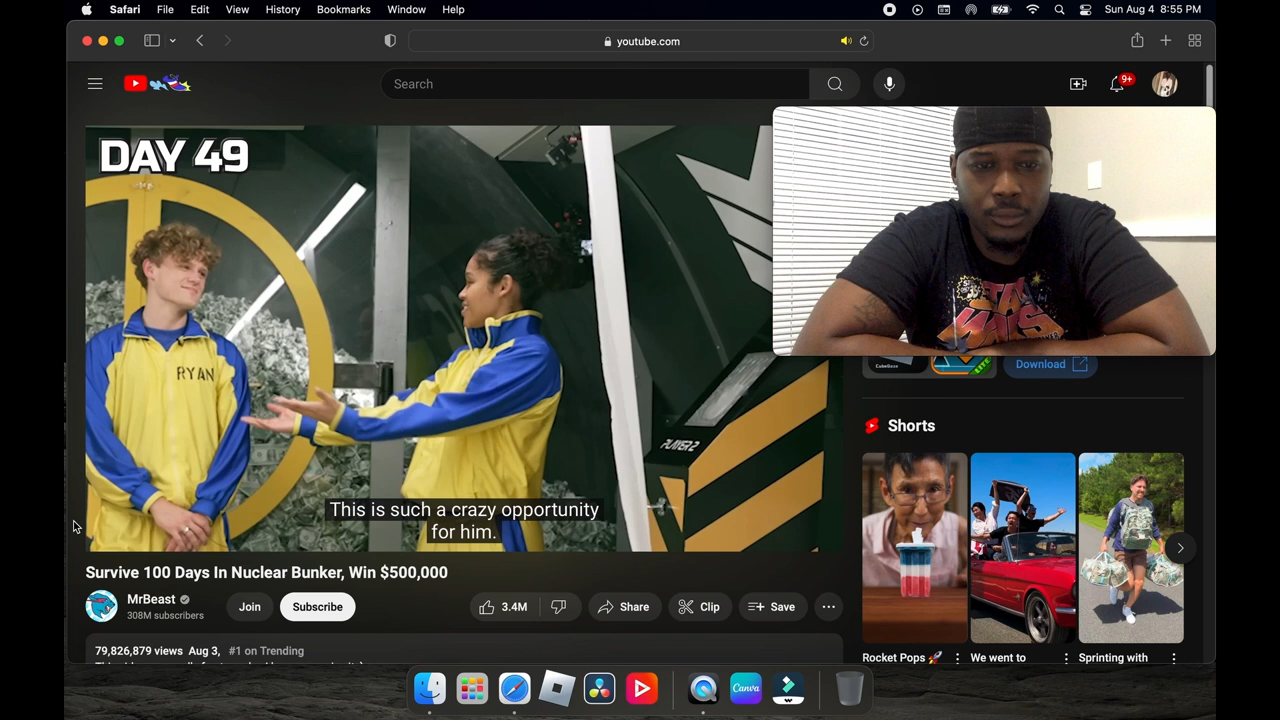 Safari File Edit View History Bookmarks Window Help
Sun Aug 4 8:55 PM
youtube.com
Search
9+
DAY 49
RYAN
PLAYER 2
This is such a crazy opportunity
for him.
Download
Shorts
Survive 100 Days In Nuclear Bunker, Win $500,000
MrBeast
308M subscribers
Join
Subscribe
3.4M
Share
Clip
Save
79,826,879 views Aug 3, #1 on Trending
Rocket Pops 🚀
We went to
Sprinting with
Canva